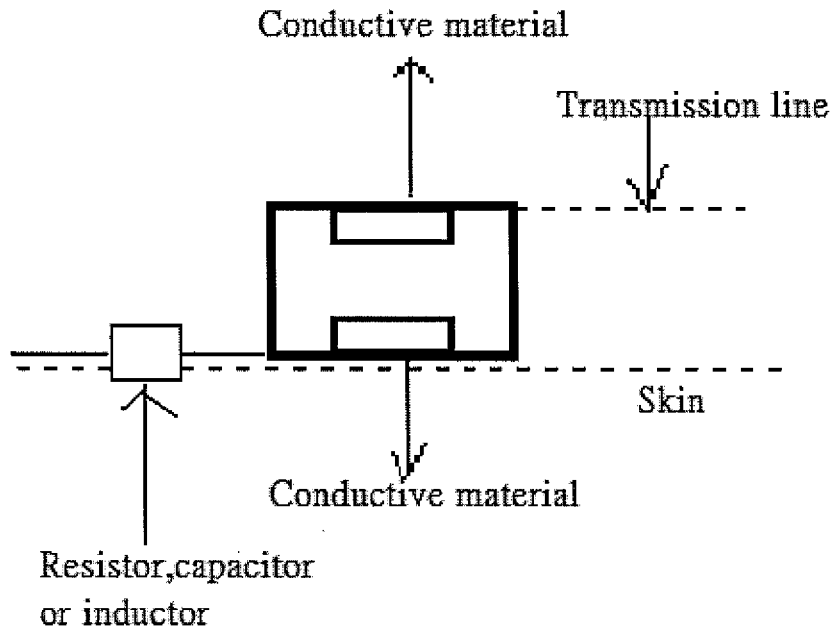 Conductive material
Transmission line
Skin
Conductive material
Resistor,capacitor
or inductor